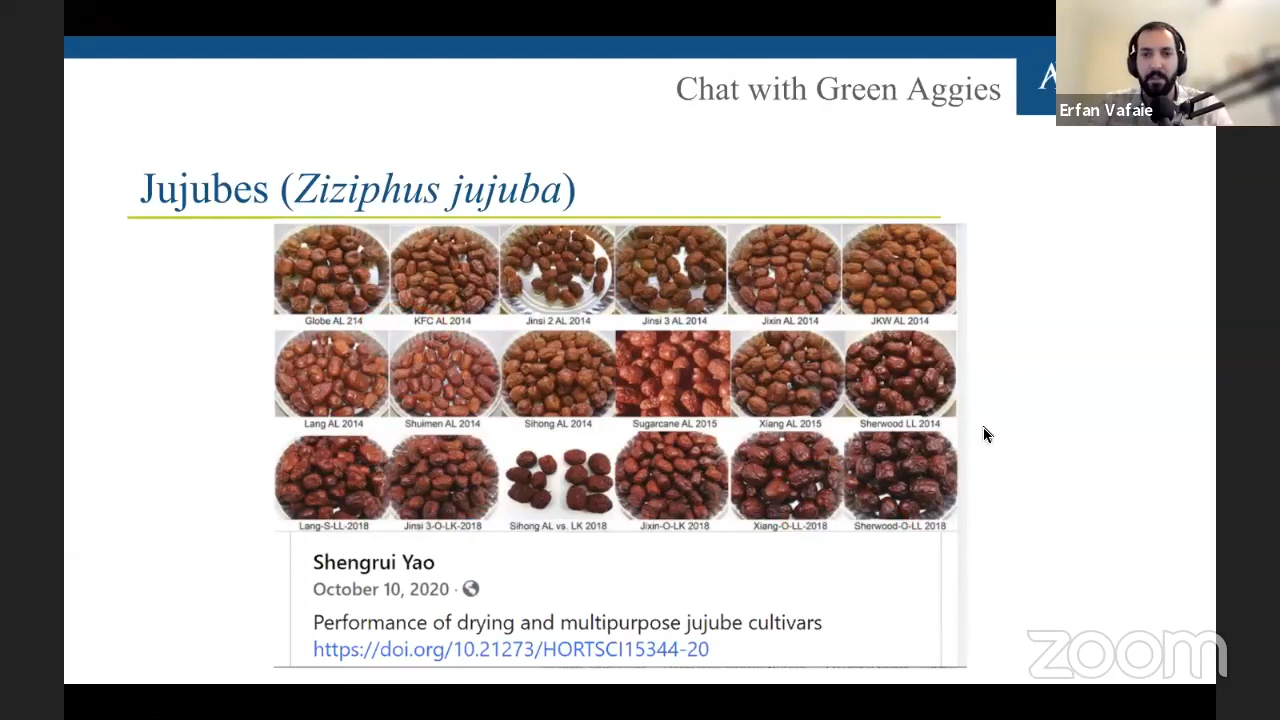 Chat with Green Aggies
A
Erfan Vafaie
Jujubes (Ziziphus jujuba)
Globe AL 214
KFC AL 2014
Jinsi 2 AL 2014
Jinsi 3 AL 2014
Jixin AL 2014
JKW AL 2014
Lang AL 2014
Shuimen AL 2014
Sihong AL 2014
Sugarcane AL 2015
Xiang AL 2015
Sherwood LL 2014
Lang-S-LL-2018
Jinsi 3-O-LK-2018
Sihong AL vs. LK 2018
Jixin-O-LK 2018
Xiang-O-LL-2018
Sherwood-O-LL 2018
Shengrui Yao
October 10, 2020 ·
Performance of drying and multipurpose jujube cultivars
https://doi.org/10.21273/HORTSCI15344-20
zoom